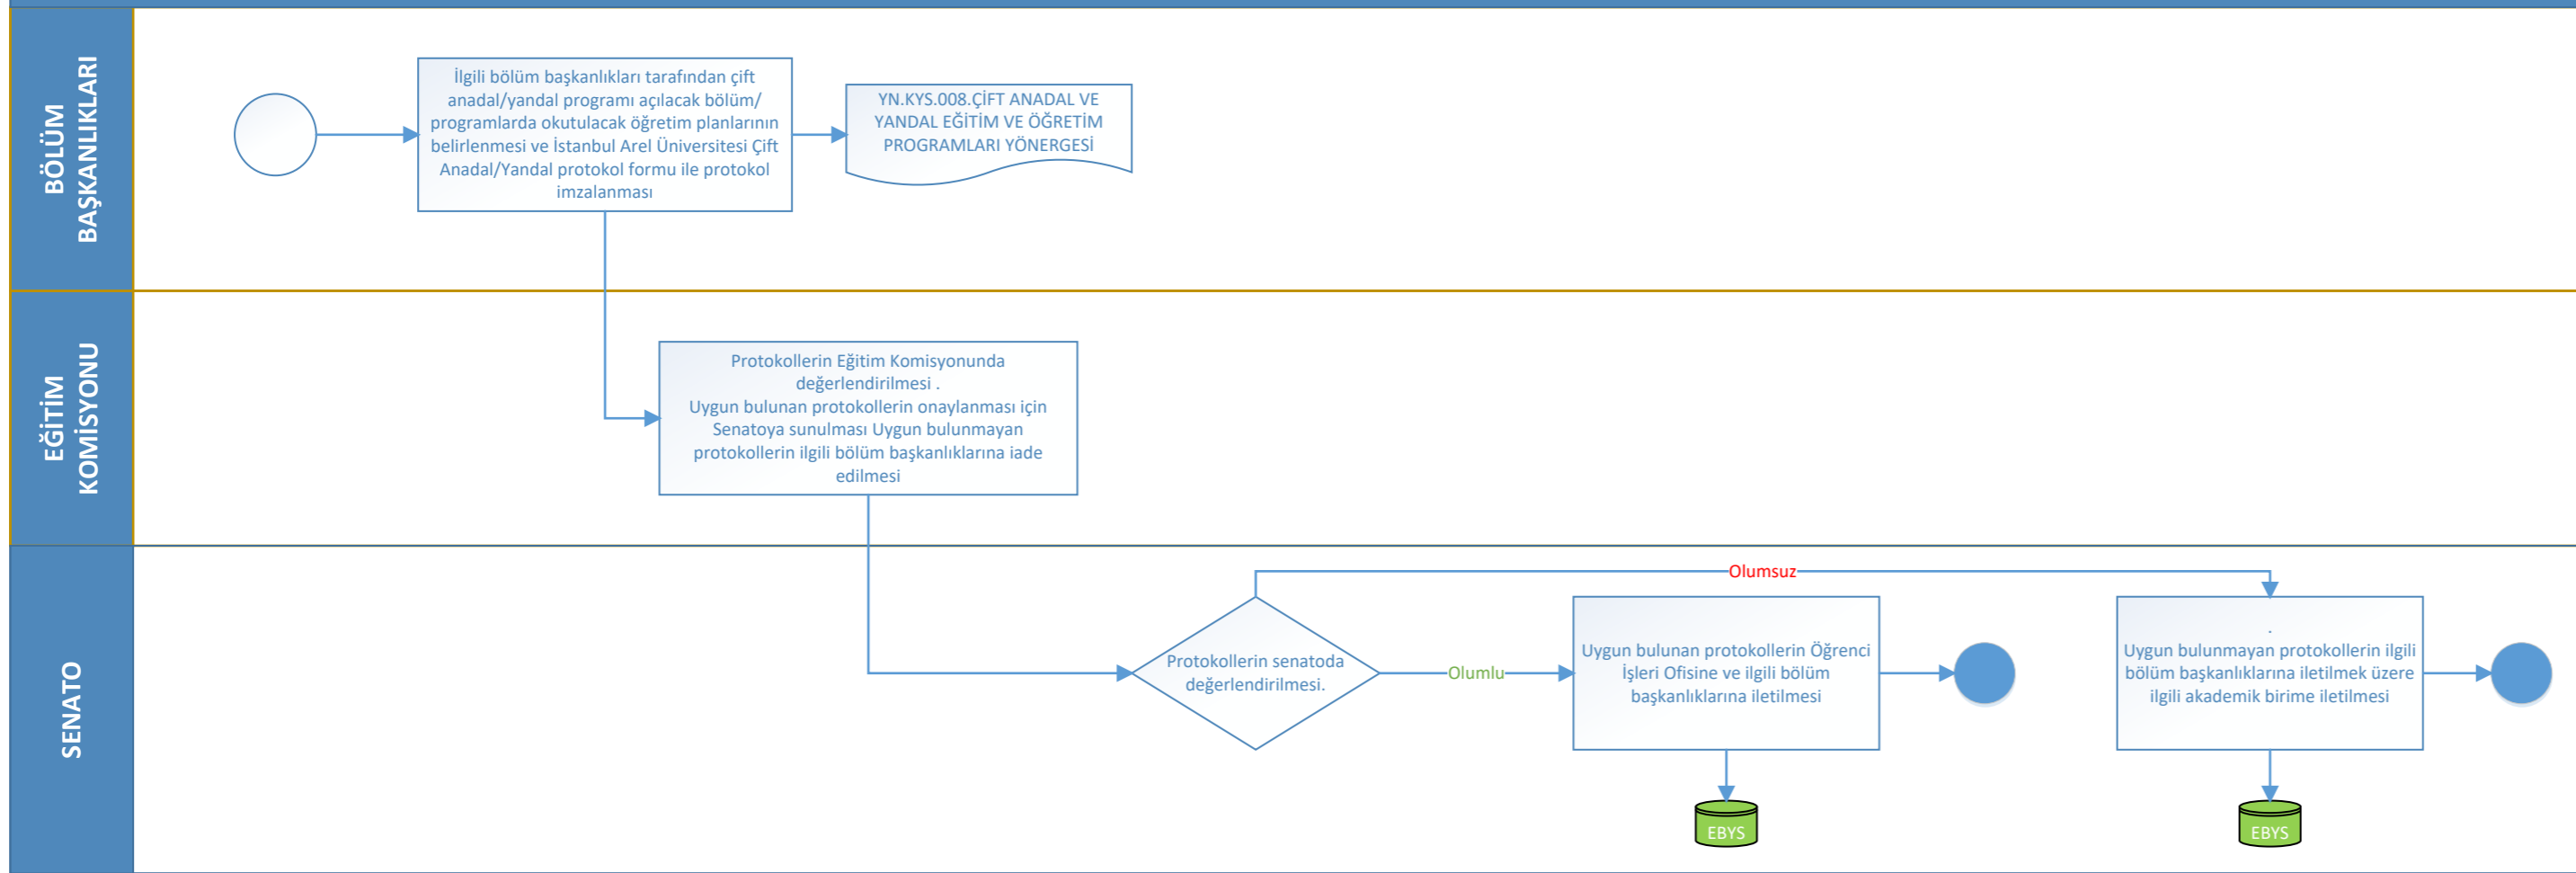 BÖLÜM
BAŞKANLIKLARI
İlgili bölüm başkanlıkları tarafından çift
anadal/yandal programı açılacak bölüm/
programlarda okutulacak öğretim planlarının
belirlenmesi ve İstanbul Arel Üniversitesi Çift
Anadal/Yandal protokol formu ile protokol
imzalanması
YN.KYS.008.ÇİFT ANADAL VE
YANDAL EĞİTİM VE ÖĞRETİM
PROGRAMLARI YÖNERGESİ
EĞİTİM
KOMİSYONU
Protokollerin Eğitim Komisyonunda
değerlendirilmesi .
Uygun bulunan protokollerin onaylanması için
Senatoya sunulması Uygun bulunmayan
protokollerin ilgili bölüm başkanlıklarına iade
edilmesi
SENATO
Protokollerin senatoda
değerlendirilmesi.
Olumsuz
Olumlu
Uygun bulunan protokollerin Öğrenci
İşleri Ofisine ve ilgili bölüm
başkanlıklarına iletilmesi
EBYS
.
Uygun bulunmayan protokollerin ilgili
bölüm başkanlıklarına iletilmek üzere
ilgili akademik birime iletilmesi
EBYS